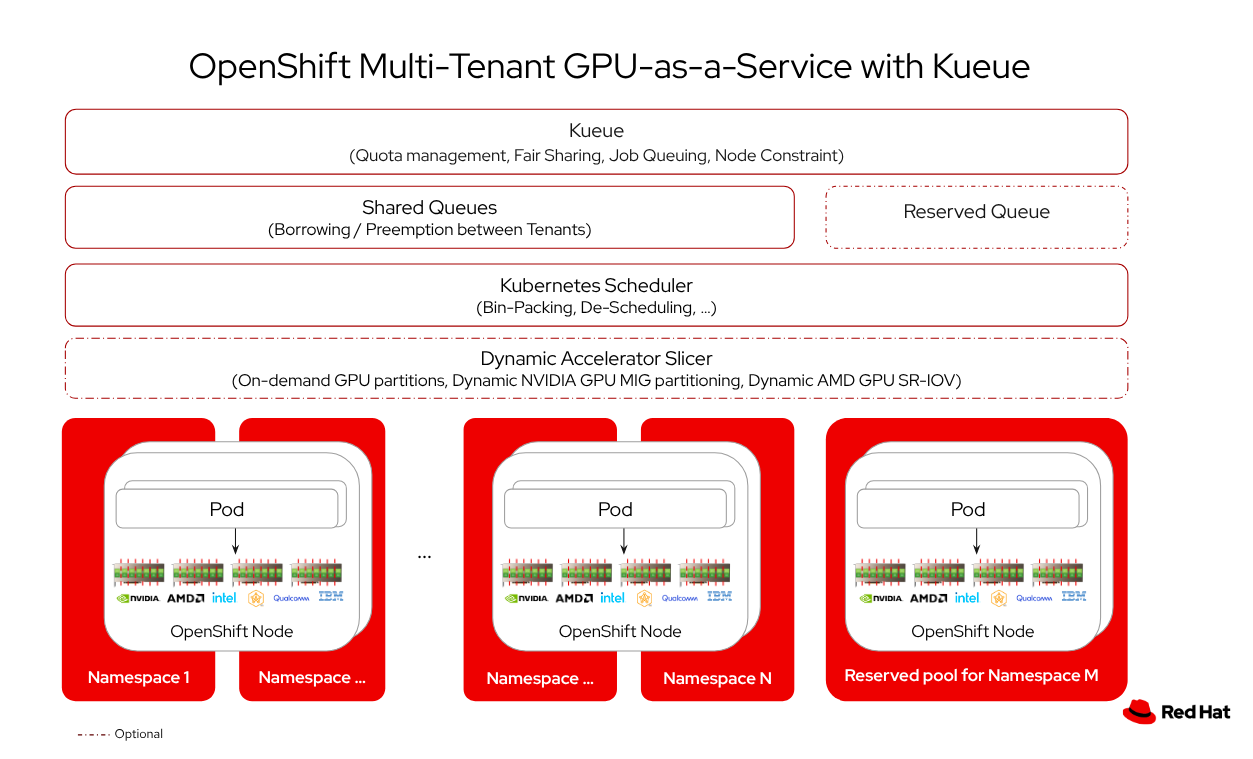 OpenShift Multi-Tenant GPU-as-a-Service with Kueue
Kueue
(Quota management, Fair Sharing, Job Queuing, Node Constraint)
Shared Queues
(Borrowing / Preemption between Tenants)
Reserved Queue
Kubernetes Scheduler
(Bin-Packing, De-Scheduling, ...)
Dynamic Accelerator Slicer
(On-demand GPU partitions, Dynamic NVIDIA GPU MIG partitioning, Dynamic AMD GPU SR-IOV)
Pod
NVIDIA. AMD intel Qualcomm IBM
OpenShift Node
Namespace 1
Namespace ...
...
Pod
NVIDIA. AMD intel Qualcomm IBM
OpenShift Node
Namespace ...
Namespace N
Pod
NVIDIA. AMD intel Qualcomm IBM
OpenShift Node
Reserved pool for Namespace M
Red Hat
Optional